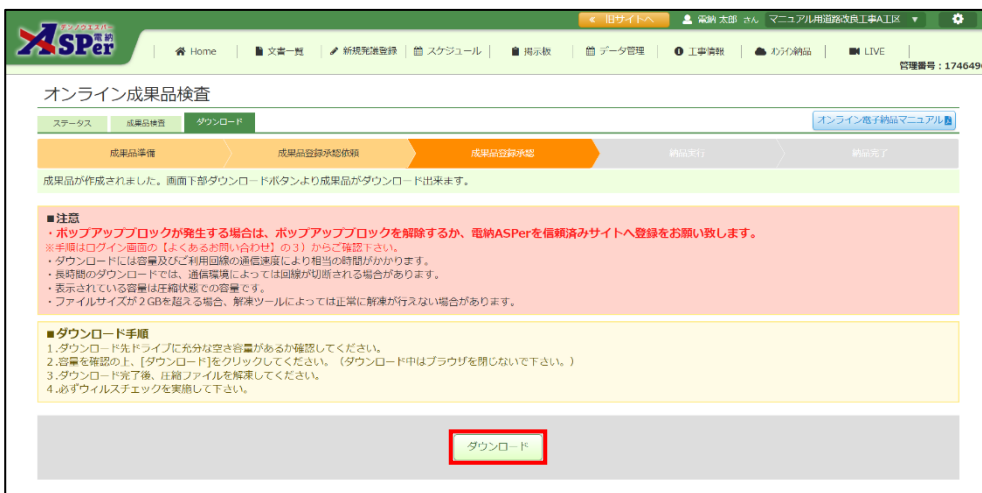 « 旧サイトへ 電納 太郎 さん マニュアル用道路改良工事A工区 ▼
デンノウエスパー
ASPer 電納
Home 文書一覧 新規発議登録 スケジュール 掲示板 データ管理 工事情報 オンライン納品 LIVE
管理番号：174649
オンライン成果品検査
ステータス 成果品検査 ダウンロード オンライン電子納品マニュアル
成果品準備 成果品登録承認依頼 成果品登録承認 納品実行 納品完了
成果品が作成されました。画面下部ダウンロードボタンより成果品がダウンロード出来ます。
■注意
・ポップアップブロックが発生する場合は、ポップアップブロックを解除するか、電納ASPerを信頼済みサイトへ登録をお願い致します。
※手順はログイン画面の【よくあるお問い合わせ】の3）からご確認下さい。
・ダウンロードには容量及びご利用回線の通信速度により相当の時間がかかります。
・長時間のダウンロードでは、通信環境によっては回線が切断される場合があります。
・表示されている容量は圧縮状態での容量です。
・ファイルサイズが２GBを超える場合、解凍ツールによっては正常に解凍が行えない場合があります。
■ダウンロード手順
1.ダウンロード先ドライブに充分な空き容量があるか確認してください。
2.容量を確認の上、[ダウンロード]をクリックしてください。（ダウンロード中はブラウザを閉じないで下さい。）
3.ダウンロード完了後、圧縮ファイルを解凍してください。
4.必ずウィルスチェックを実施して下さい。
ダウンロード